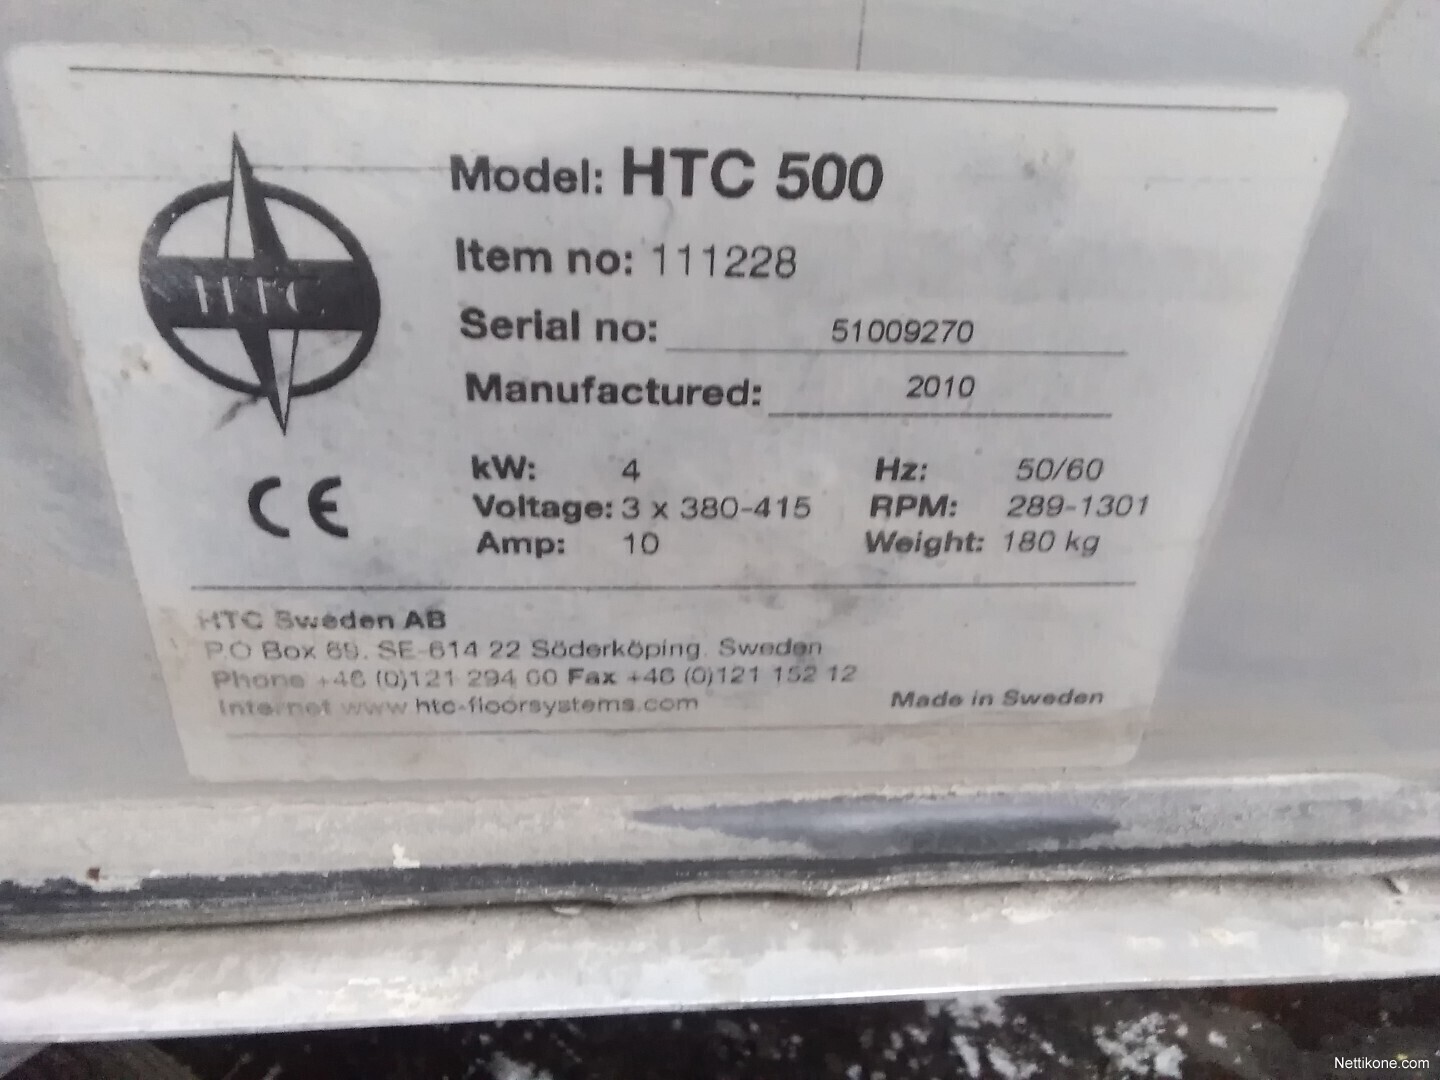 HTC
Model: HTC 500
Item no: 111228
Serial no: 51009270
Manufactured: 2010
CE
kW: 4 Hz: 50/60
Voltage: 3 x 380-415 RPM: 289-1301
Amp: 10 Weight: 180 kg
HTC Sweden AB
P.O Box 69. SE-614 22 Söderköping. Sweden
Phone +46 (0)121 294 00 Fax +46 (0)121 152 12
Internet www htc-floorsystems.com
Made in Sweden
Nettikone.com